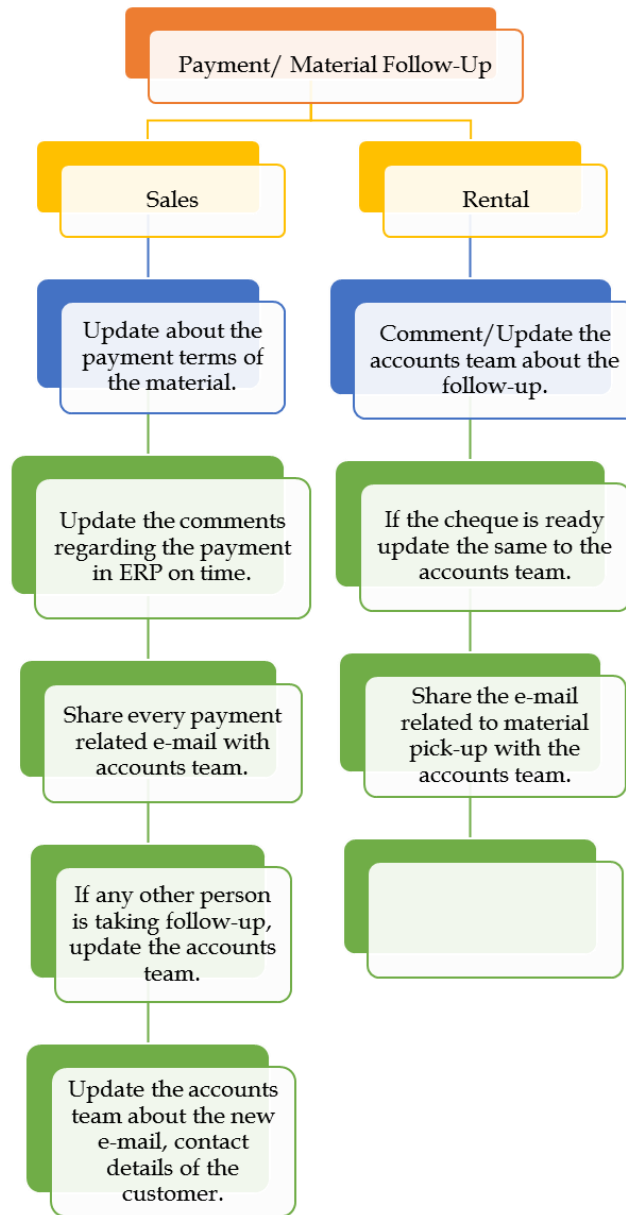 Payment/ Material Follow-Up
Sales
Rental
Update about the
payment terms of
the material.
Comment/Update the
accounts team about the
follow-up.
Update the comments
regarding the payment
in ERP on time.
If the cheque is ready
update the same to the
accounts team.
Share every payment
related e-mail with
accounts team.
Share the e-mail
related to material
pick-up with the
accounts team.
If any other person
is taking follow-up,
update the accounts
team.
Update the accounts
team about the new
e-mail, contact
details of the
customer.